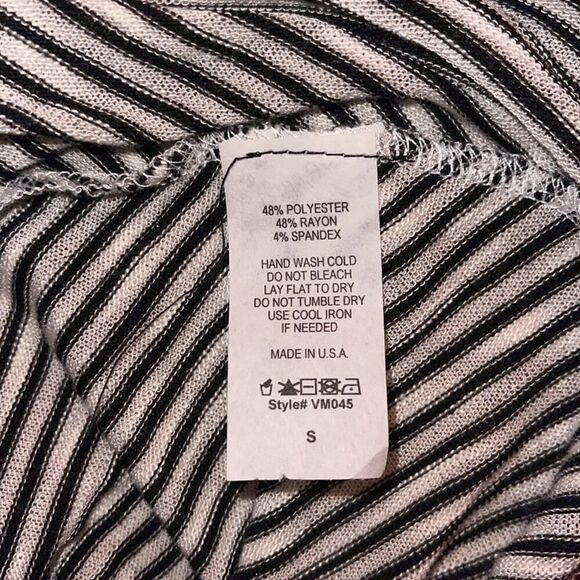 48% POLYESTER
48% RAYON
4% SPANDEX
HAND WASH COLD
DO NOT BLEACH
LAY FLAT TO DRY
DO NOT TUMBLE DRY
USE COOL IRON
IF NEEDED
MADE IN U.S.A.
Style# VM045
S